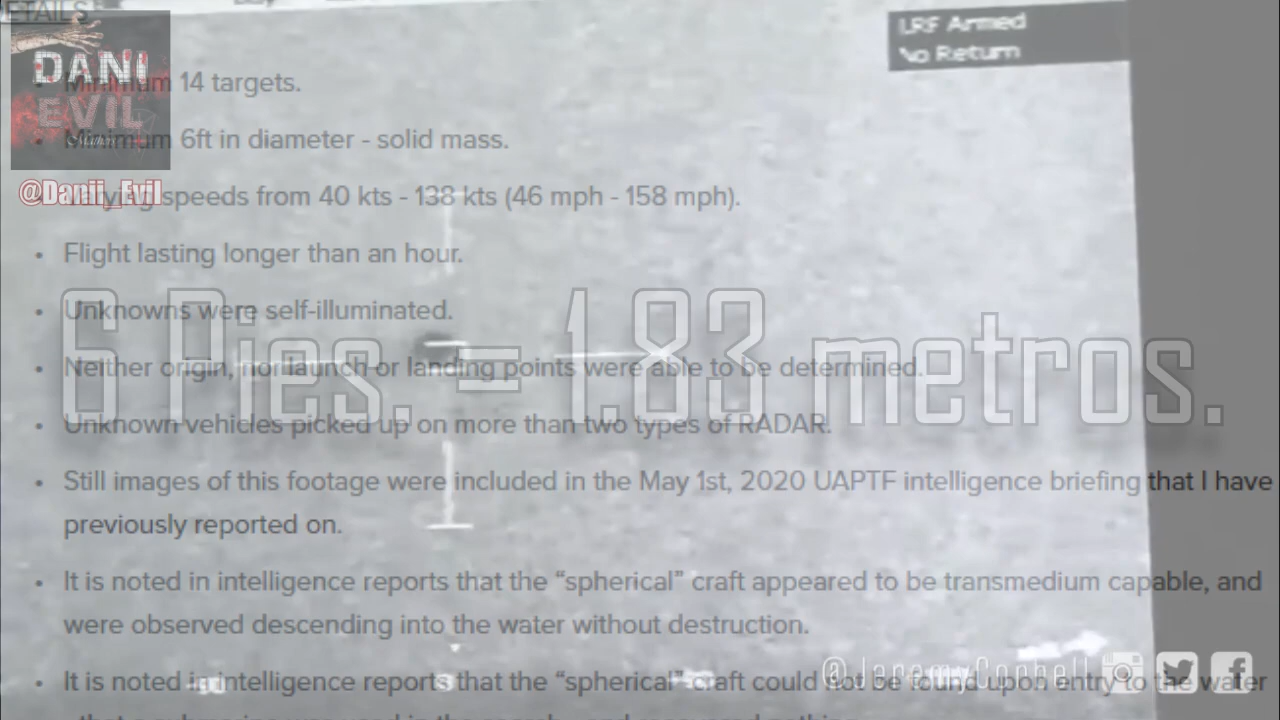 DETAILS
LRF Armed
No Return
DANI
EVIL
@Danii_Evil
• Minimum 14 targets.
• Minimum 6ft in diameter - solid mass.
speeds from 40 kts - 138 kts (46 mph - 158 mph).
• Flight lasting longer than an hour.
• Unknowns were self-illuminated.
6 Pies. = 1.83 metros.
• Neither origin, nor launch or landing points were able to be determined.
• Unknown vehicles picked up on more than two types of RADAR.
• Still images of this footage were included in the May 1st, 2020 UAPTF intelligence briefing that I have
previously reported on.
• It is noted in intelligence reports that the “spherical” craft appeared to be transmedium capable, and
were observed descending into the water without destruction.
@JeremyCorbell
• It is noted in intelligence reports that the “spherical” craft could not be found upon entry to the water